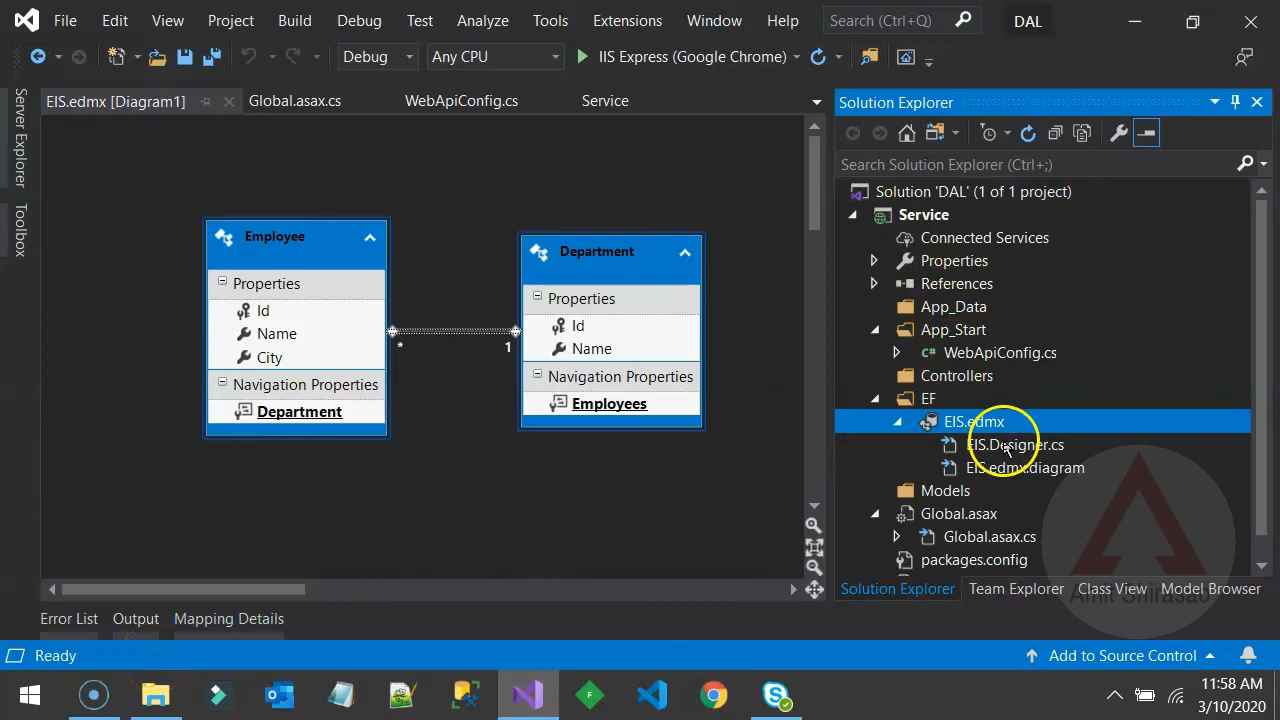 File Edit View Project Build Debug Test Analyze Tools Extensions Window Help Search (Ctrl+Q) DAL
Debug Any CPU IIS Express (Google Chrome)
EIS.edmx [Diagram1] Global.asax.cs WebApiConfig.cs Service
Server Explorer
Toolbox
Employee
Properties
Id
Name
City
Navigation Properties
Department
*
1
Department
Properties
Id
Name
Navigation Properties
Employees
Solution Explorer
Search Solution Explorer (Ctrl+;)
Solution 'DAL' (1 of 1 project)
Service
Connected Services
Properties
References
App_Data
App_Start
WebApiConfig.cs
Controllers
EF
EIS.edmx
EIS.Designer.cs
EIS.edmx.diagram
Models
Global.asax
Global.asax.cs
packages.config
Amit Shirasao
Solution Explorer Team Explorer Class View Model Browser
Error List Output Mapping Details
Ready Add to Source Control
11:58 AM
3/10/2020